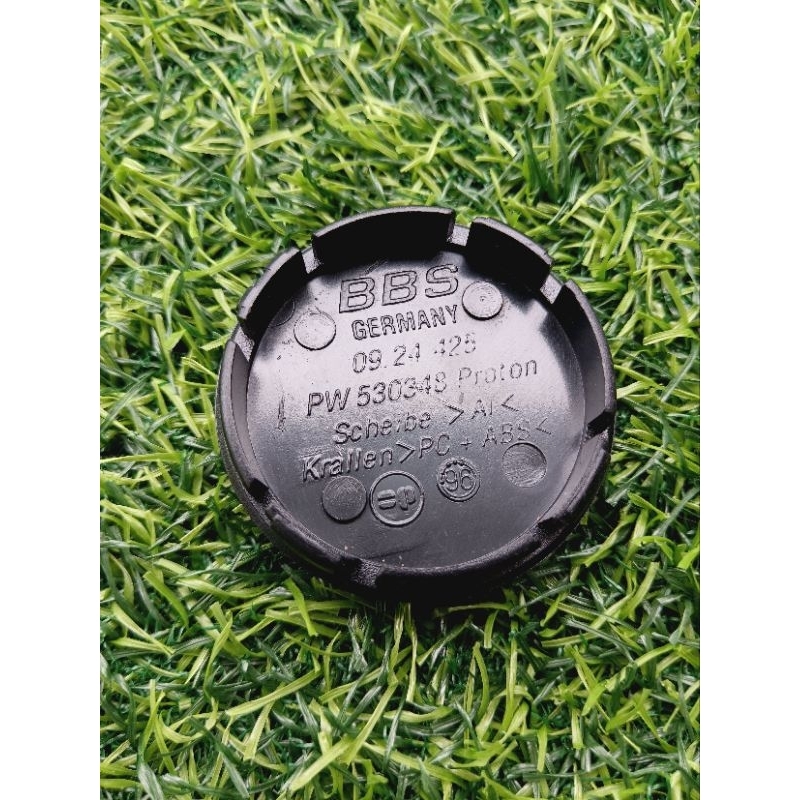 BBS
GERMANY
09.24 425
PW 530348 Proton
Scheibe >Al<
Krallen >PC + ABS<
96